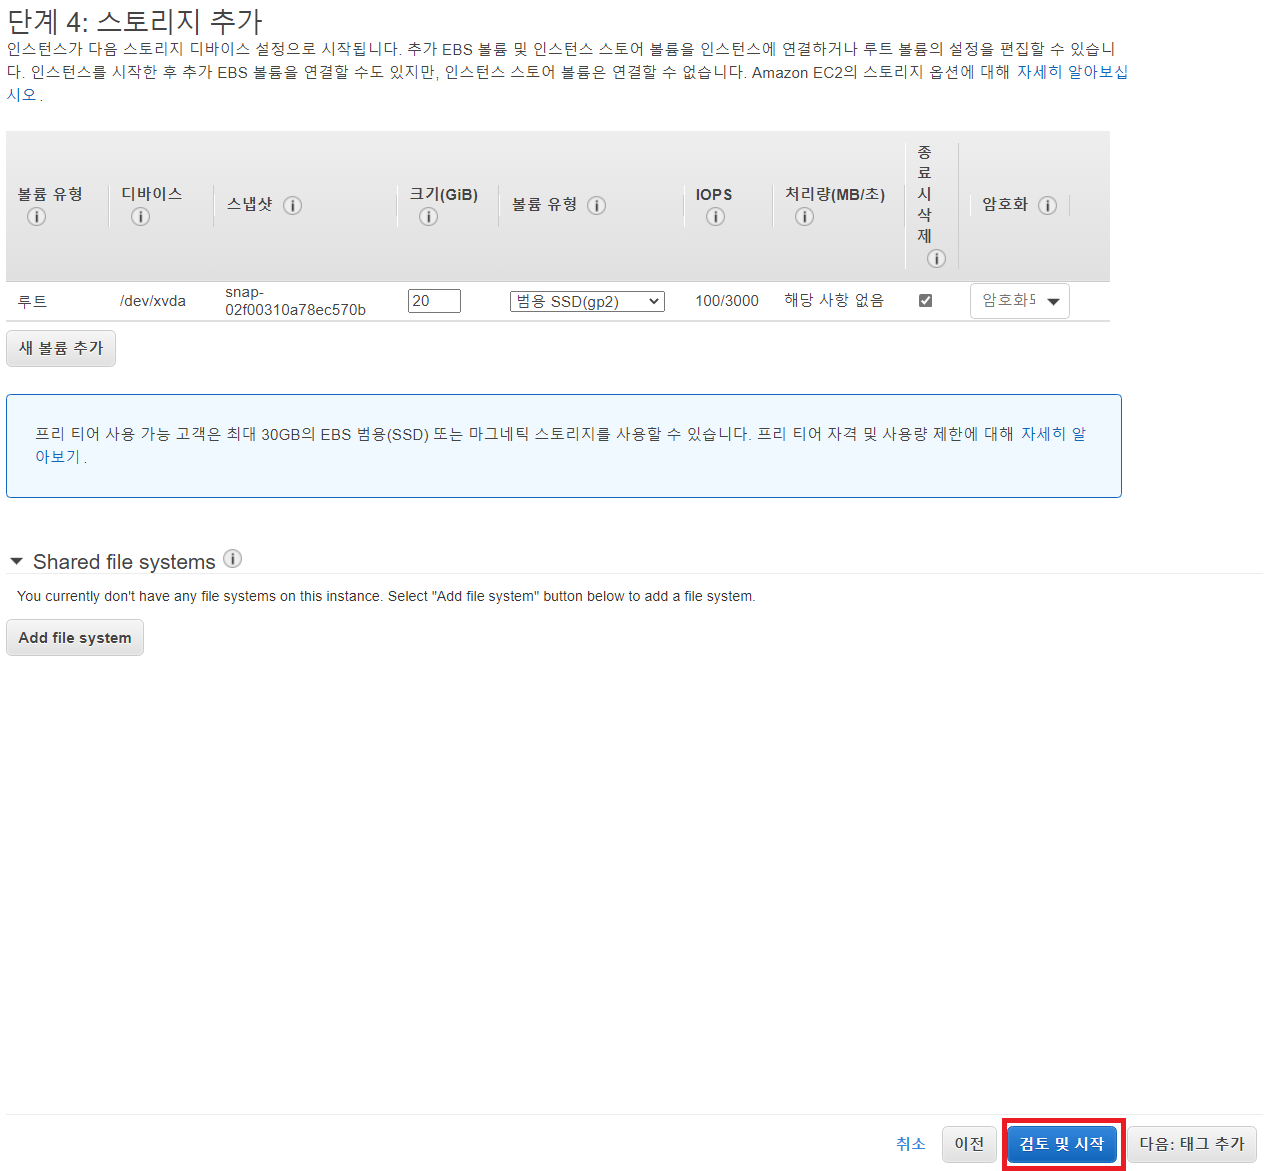 단계 4: 스토리지 추가
인스턴스가 다음 스토리지 디바이스 설정으로 시작됩니다. 추가 EBS 볼륨 및 인스턴스 스토어 볼륨을 인스턴스에 연결하거나 루트 볼륨의 설정을 편집할 수 있습니
다. 인스턴스를 시작한 후 추가 EBS 볼륨을 연결할 수도 있지만, 인스턴스 스토어 볼륨은 연결할 수 없습니다. Amazon EC2의 스토리지 옵션에 대해 자세히 알아보십
시오.
볼륨 유형 디바이스 스냅샷 크기(GiB) 볼륨 유형 IOPS 처리량(MB/초) 종료시삭제 암호화
루트 /dev/xvda snap-02f00310a78ec570b 20 범용 SSD(gp2) 100/3000 해당 사항 없음 암호화
새 볼륨 추가
프리 티어 사용 가능 고객은 최대 30GB의 EBS 범용(SSD) 또는 마그네틱 스토리지를 사용할 수 있습니다. 프리 티어 자격 및 사용량 제한에 대해 자세히 알
아보기.
Shared file systems
You currently don't have any file systems on this instance. Select "Add file system" button below to add a file system.
Add file system
취소 이전 검토 및 시작 다음: 태그 추가